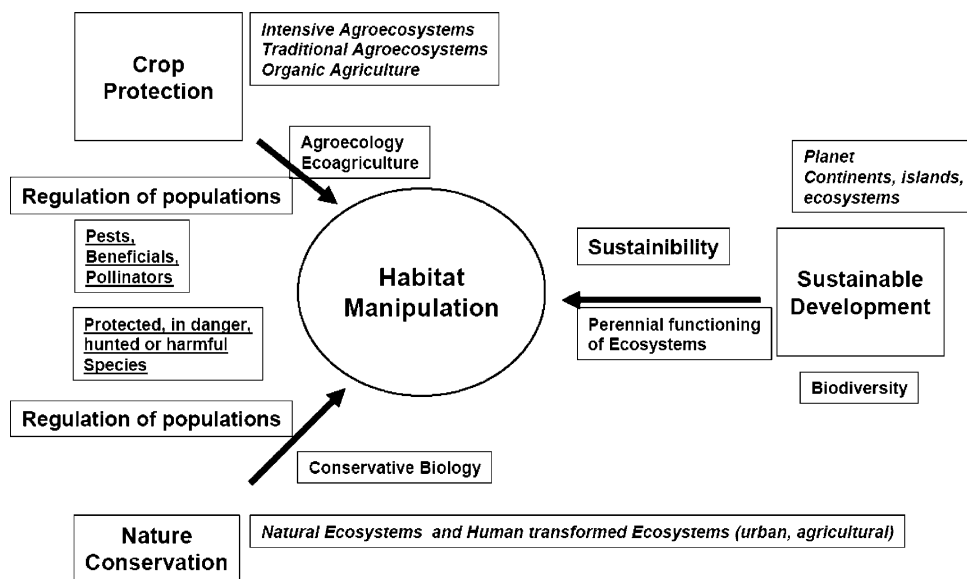 Crop
Protection
Intensive Agroecosystems
Traditional Agroecosystems
Organic Agriculture
Agroecology
Ecoagriculture
Regulation of populations
Pests,
Beneficials,
Pollinators
Protected, in danger,
hunted or harmful
Species
Regulation of populations
Habitat
Manipulation
Planet
Continents, islands,
ecosystems
Sustainibility
Sustainable
Development
Perennial functioning
of Ecosystems
Biodiversity
Conservative Biology
Nature
Conservation
Natural Ecosystems and Human transformed Ecosystems (urban, agricultural)